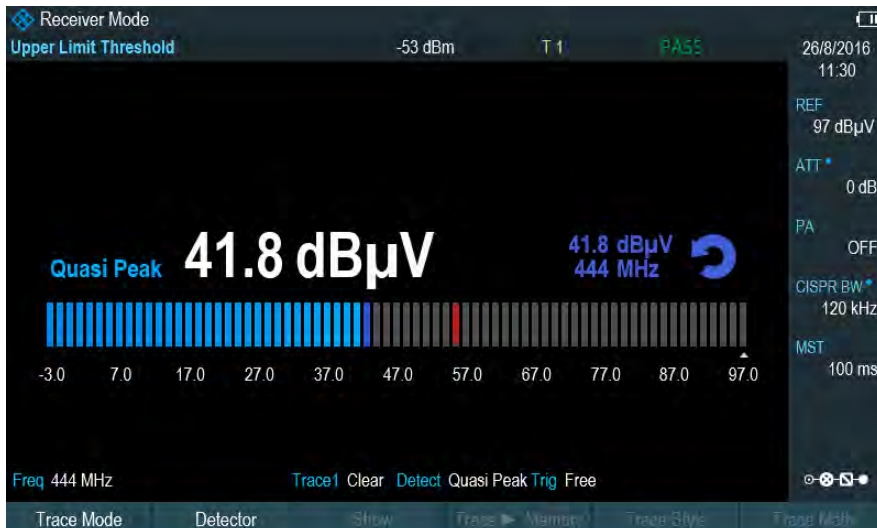 Receiver Mode
Upper Limit Threshold -53 dBm T 1 PASS
26/8/2016
11:30
REF
97 dBµV
ATT
0 dB
PA
OFF
CISPR BW
120 kHz
MST
100 ms
Quasi Peak 41.8 dBµV
41.8 dBµV
444 MHz
-3.0 7.0 17.0 27.0 37.0 47.0 57.0 67.0 77.0 87.0 97.0
Freq 444 MHz Trace1 Clear Detect Quasi Peak Trig Free
Trace Mode Detector Show Trace ► Memory Trace Style Trace Math